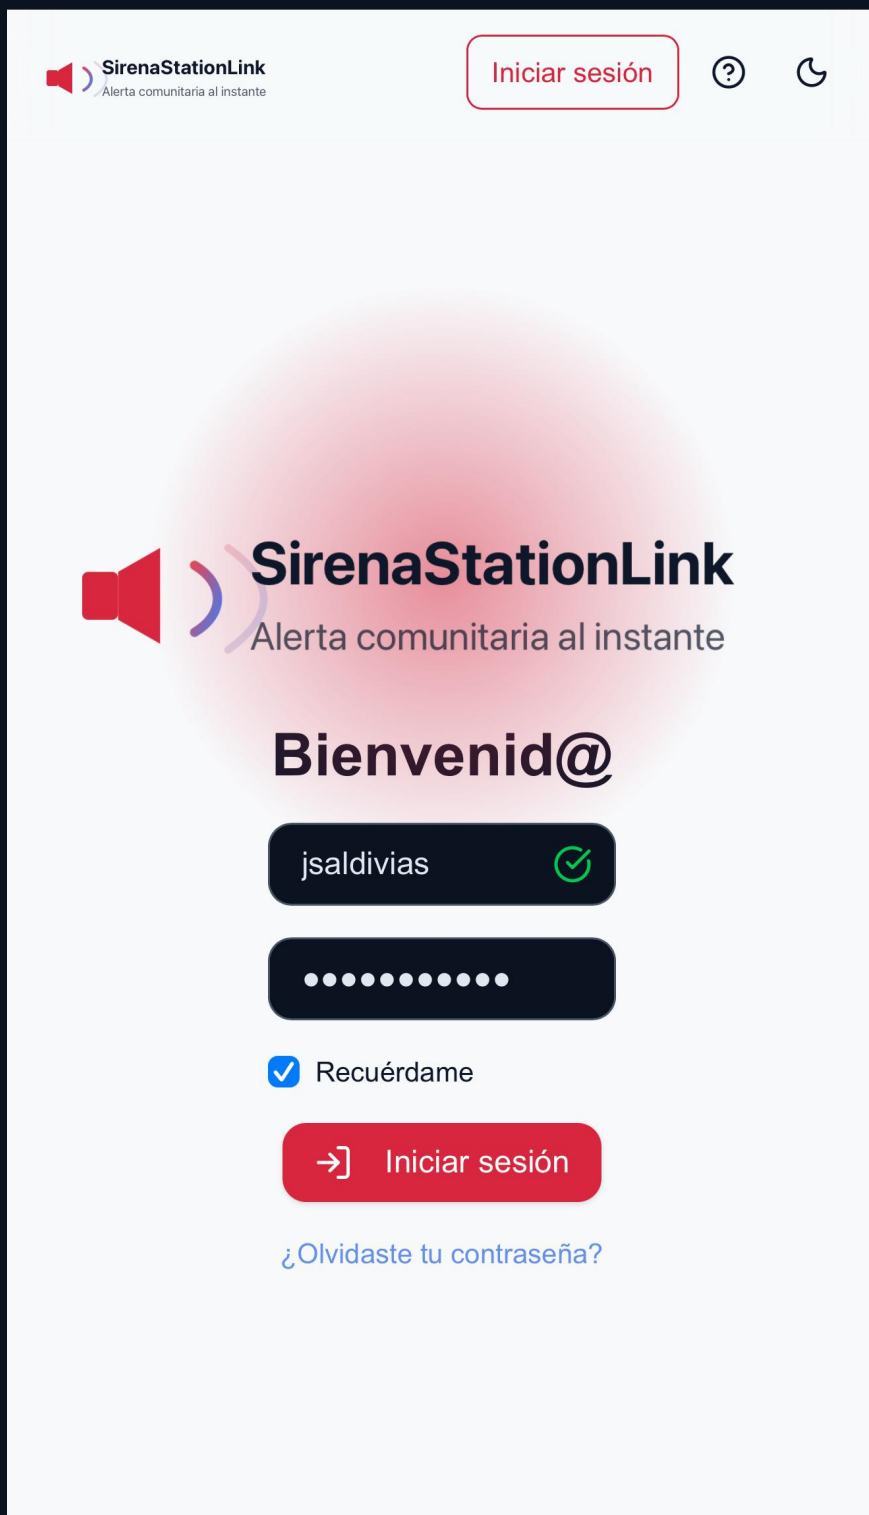 SirenaStationLink
Alerta comunitaria al instante
Iniciar sesión
SirenaStationLink
Alerta comunitaria al instante
Bienvenid@
jsaldivias
•••••••••••
Recuérdame
Iniciar sesión
¿Olvidaste tu contraseña?